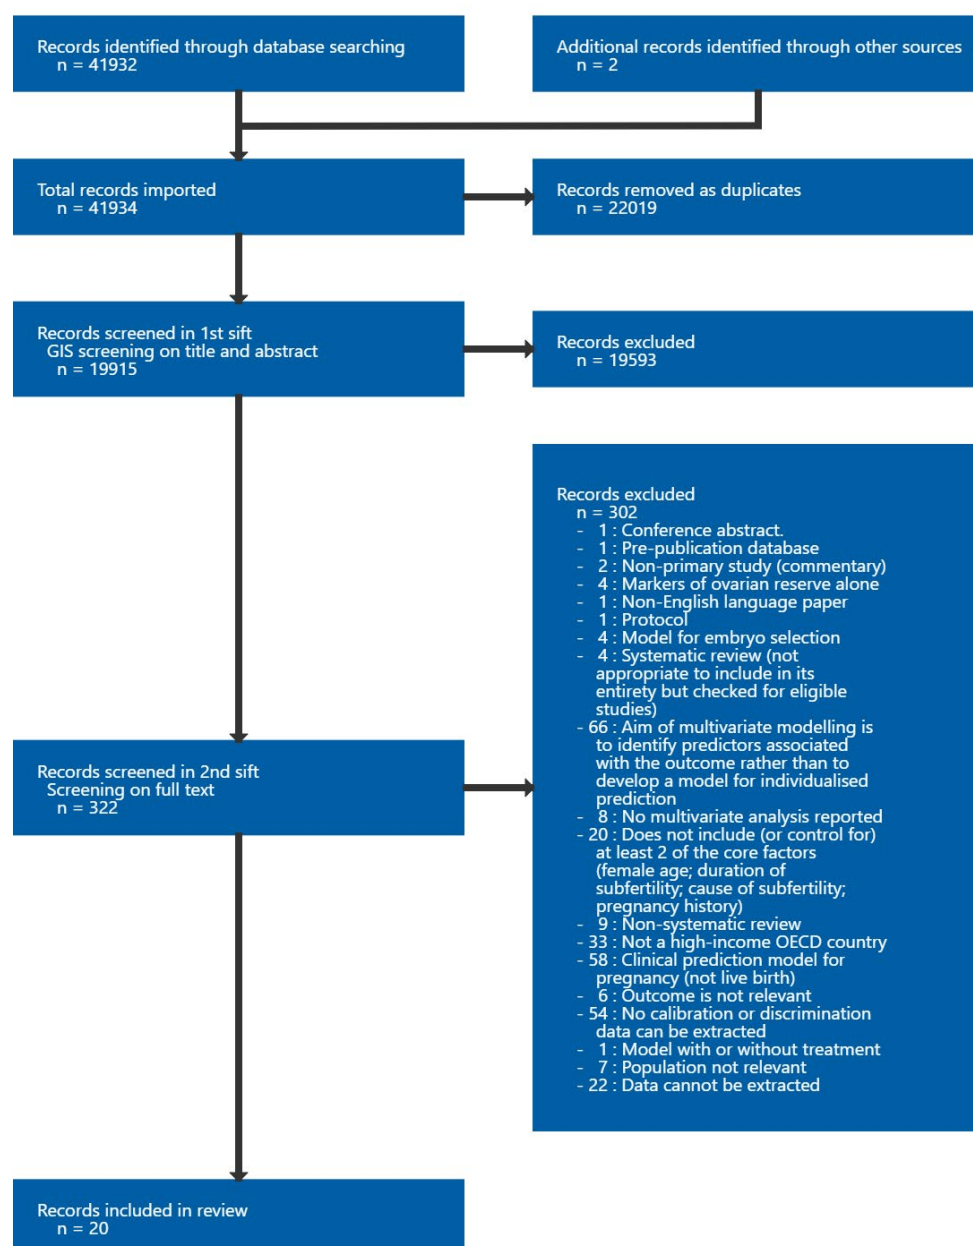 Records identified through database searching
n = 41932
Additional records identified through other sources
n = 2
Total records imported
n = 41934
Records removed as duplicates
n = 22019
Records screened in 1st sift
GIS screening on title and abstract
n = 19915
Records excluded
n = 19593
Records excluded
n = 302
- 1 : Conference abstract.
- 1 : Pre-publication database
- 2 : Non-primary study (commentary)
- 4 : Markers of ovarian reserve alone
- 1 : Non-English language paper
- 1 : Protocol
- 4 : Model for embryo selection
- 4 : Systematic review (not
appropriate to include in its
entirety but checked for eligible
studies)
- 66 : Aim of multivariate modelling is
to identify predictors associated
with the outcome rather than to
develop a model for individualised
prediction
- 8 : No multivariate analysis reported
- 20 : Does not include (or control for)
at least 2 of the core factors
(female age; duration of
subfertility; cause of subfertility;
pregnancy history)
- 9 : Non-systematic review
- 33 : Not a high-income OECD country
- 58 : Clinical prediction model for
pregnancy (not live birth)
- 6 : Outcome is not relevant
- 54 : No calibration or discrimination
data can be extracted
- 1 : Model with or without treatment
- 7 : Population not relevant
- 22 : Data cannot be extracted
Records screened in 2nd sift
Screening on full text
n = 322
Records included in review
n = 20